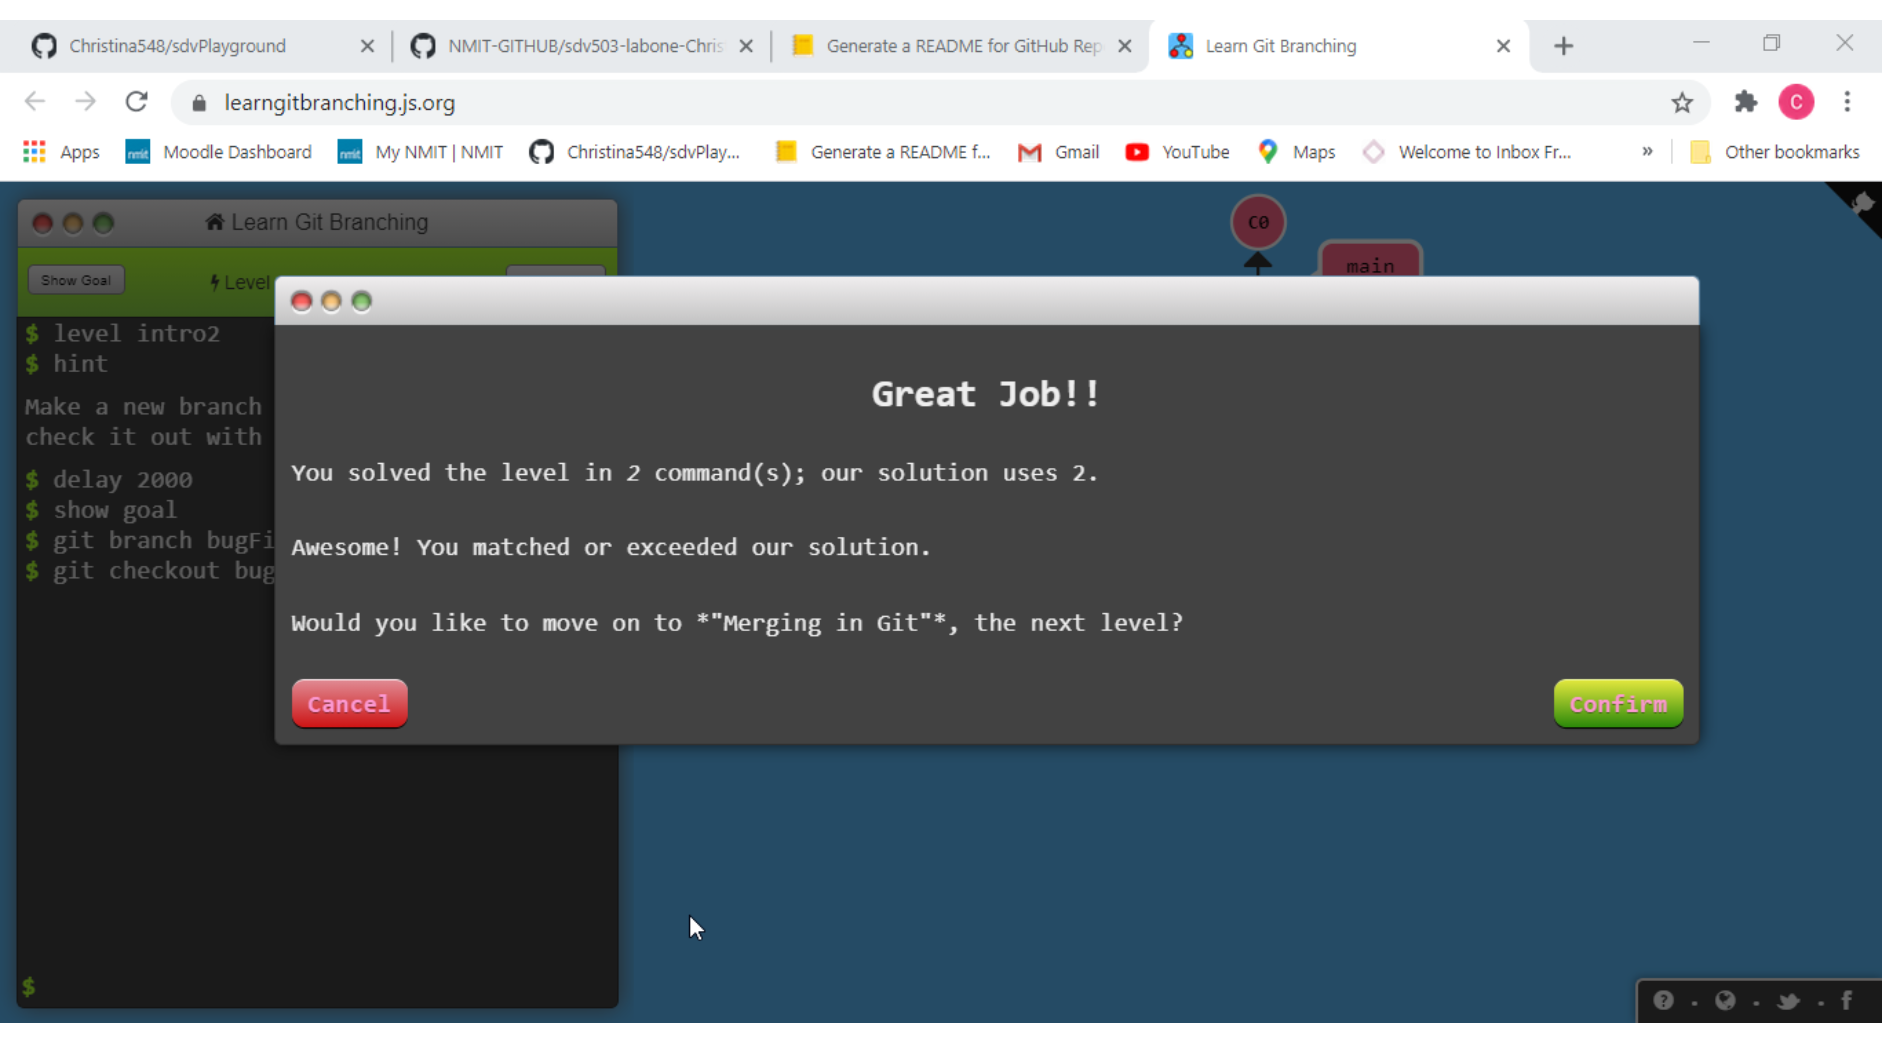 Christina548/sdvPlayground
NMIT-GITHUB/sdv503-labone-Chris
Generate a README for GitHub Rep
Learn Git Branching
learngitbranching.js.org
C
Apps
nmit
Moodle Dashboard
nmit
My NMIT | NMIT
Christina548/sdvPlay...
Generate a README f...
Gmail
YouTube
Maps
Welcome to Inbox Fr...
»
Other bookmarks
Learn Git Branching
C0
main
Show Goal
Level
$ level intro2
$ hint
Make a new branch
check it out with
$ delay 2000
$ show goal
$ git branch bugFi
$ git checkout bug
$
Great Job!!
You solved the level in 2 command(s); our solution uses 2.
Awesome! You matched or exceeded our solution.
Would you like to move on to *"Merging in Git"*, the next level?
Cancel
Confirm